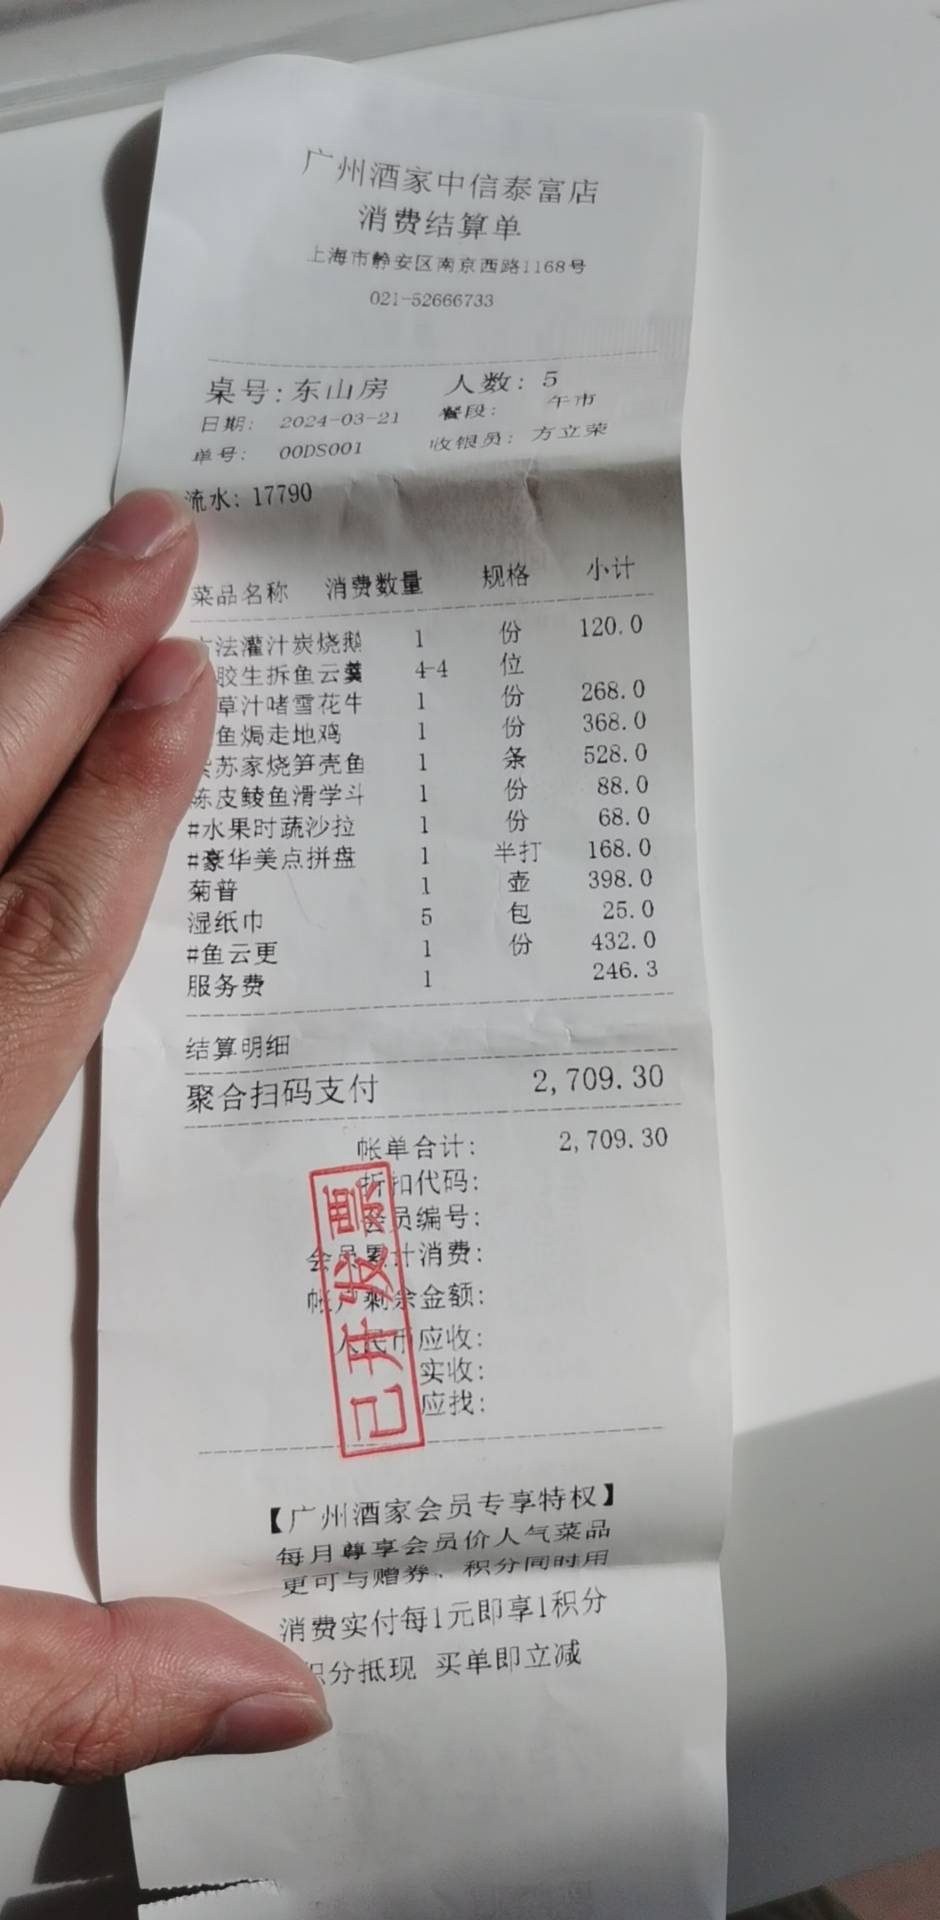 广州酒家中信泰富店
消费结算单
上海市静安区南京西路1168号
021-52666733
桌号：东山房 人数：5
日期： 2024-03-21 餐段： 午市
单号： 00DS001 收银员：方立荣
流水：17790
菜品名称 消费数量 规格 小计
法灌汁炭烧鹅 1 份 120.0
胶生拆鱼云羹 4-4 位
草汁啫雪花牛 1 份 268.0
鱼焗走地鸡 1 份 368.0
苏家烧笋壳鱼 1 条 528.0
陈皮鲮鱼滑学斗 1 份 88.0
#水果时蔬沙拉 1 份 68.0
#豪华美点拼盘 1 半打 168.0
菊普 1 壶 398.0
湿纸巾 5 包 25.0
#鱼云更 1 份 432.0
服务费 1 246.3
结算明细
聚合扫码支付 2,709.30
帐单合计： 2,709.30
折扣代码：
会员编号：
会员累计消费：
帐户剩余金额：
人民币应收：
实收：
应找：
已开发票
【广州酒家会员专享特权】
每月尊享会员价人气菜品
更可与赠券、积分同时用
消费实付每1元即享1积分
积分抵现 买单即立减